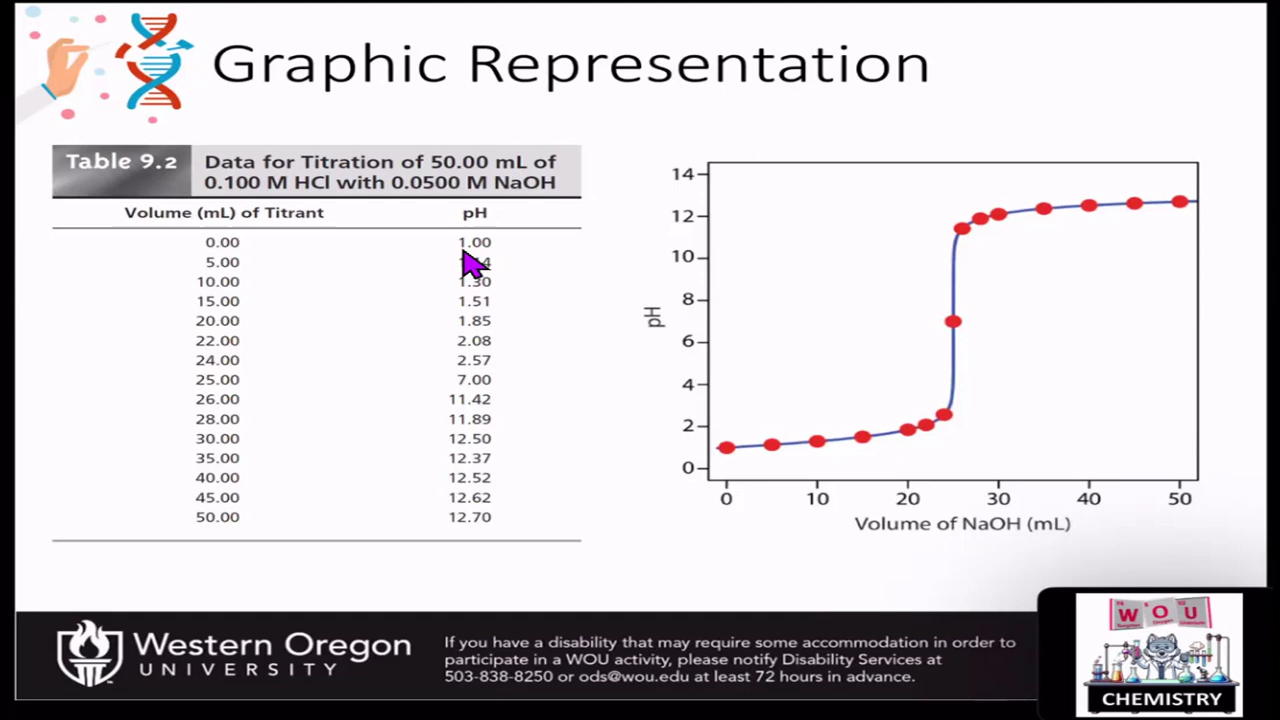 Graphic Representation
Table 9.2 Data for Titration of 50.00 mL of
0.100 M HCl with 0.0500 M NaOH
Volume (mL) of Titrant pH
0.00 1.00
5.00
10.00 1.30
15.00 1.51
20.00 1.85
22.00 2.08
24.00 2.57
25.00 7.00
26.00 11.42
28.00 11.89
30.00 12.50
35.00 12.37
40.00 12.52
45.00 12.62
50.00 12.70
14
12
10
8
6
4
2
0
pH
0 10 20 30 40 50
Volume of NaOH (mL)
Western Oregon
UNIVERSITY
If you have a disability that may require some accommodation in order to
participate in a WOU activity, please notify Disability Services at
503-838-8250 or ods@wou.edu at least 72 hours in advance.
W O U
CHEMISTRY